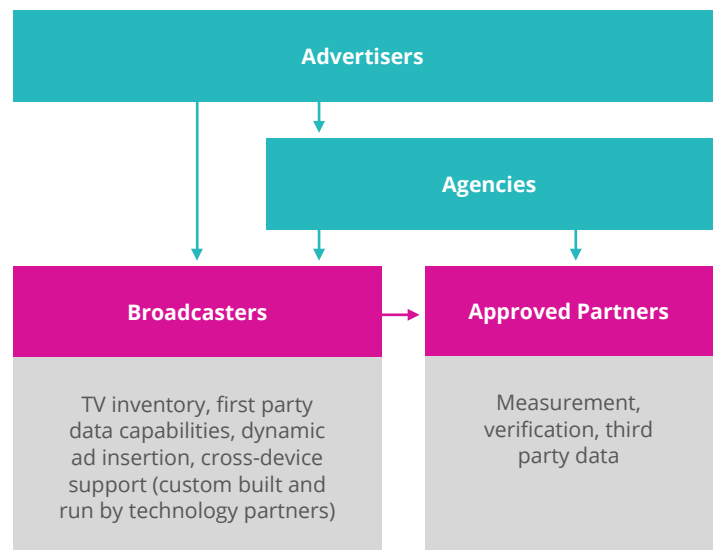 Advertisers
Agencies
Broadcasters
TV inventory, first party
data capabilities, dynamic
ad insertion, cross-device
support (custom built and
run by technology partners)
Approved Partners
Measurement,
verification, third
party data